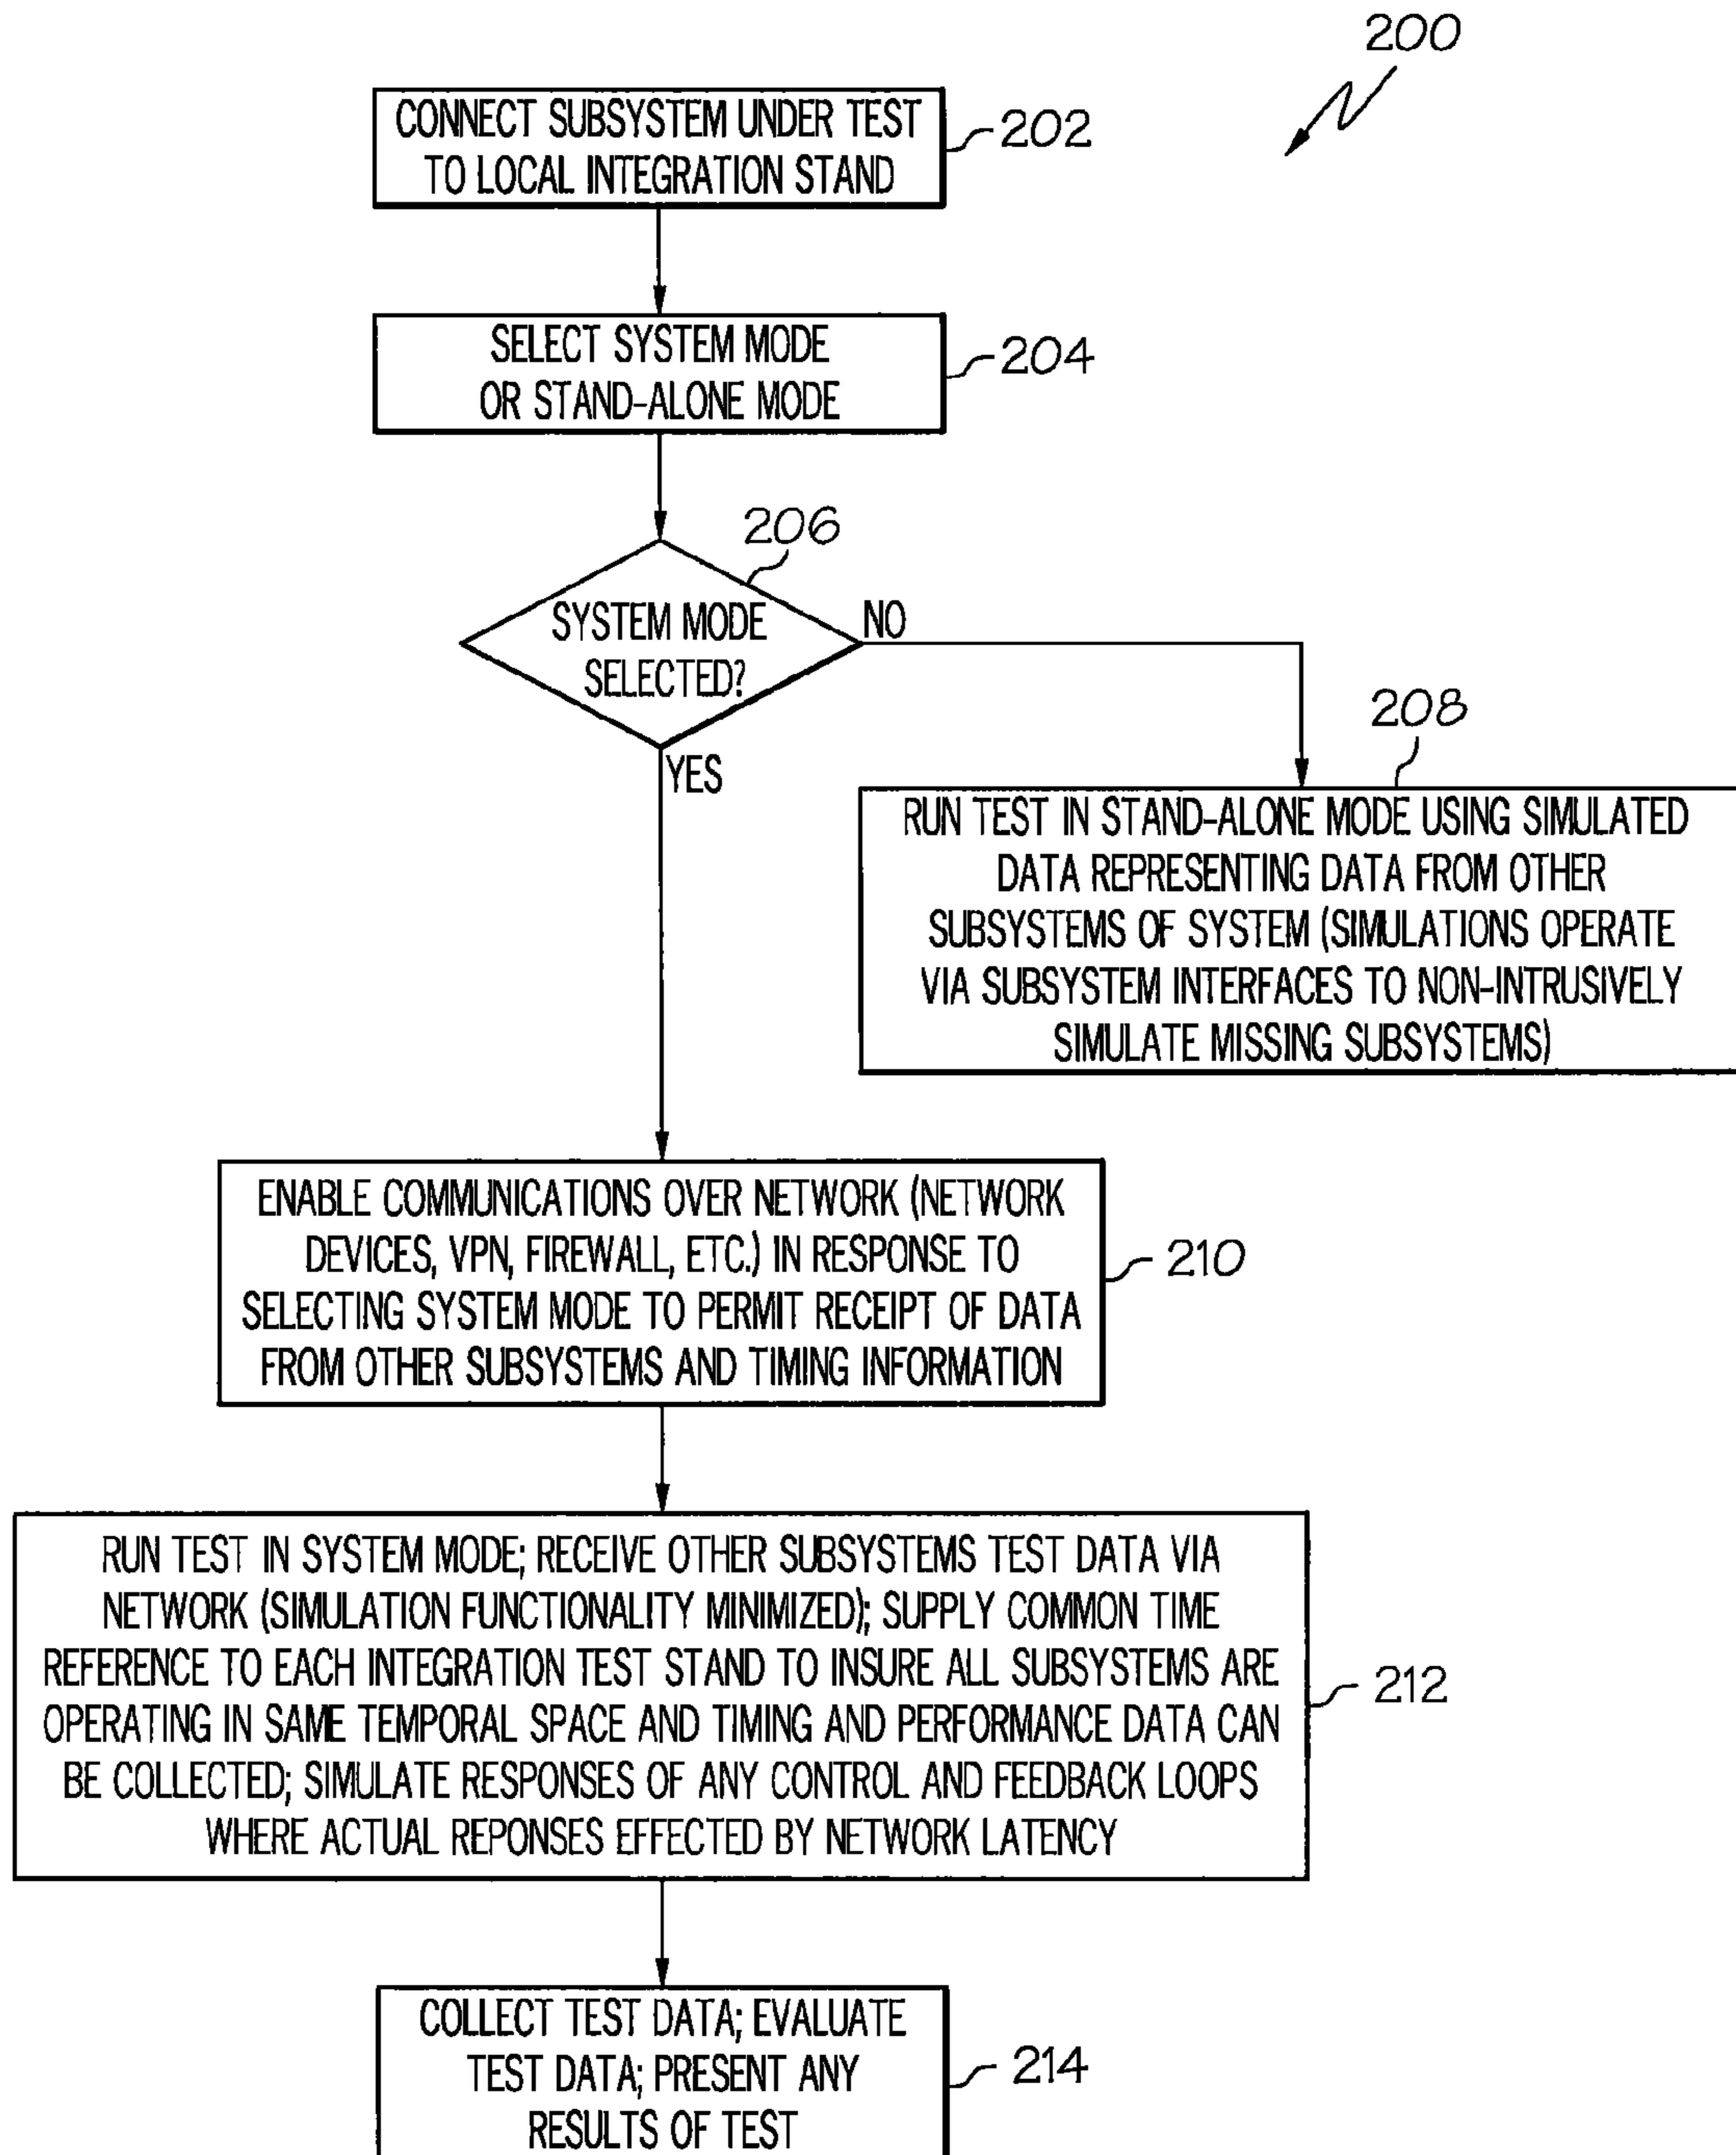 200
CONNECT SUBSYSTEM UNDER TEST
TO LOCAL INTEGRATION STAND
202
SELECT SYSTEM MODE
OR STAND-ALONE MODE
204
206
SYSTEM MODE
SELECTED?
NO
YES
208
RUN TEST IN STAND-ALONE MODE USING SIMULATED
DATA REPRESENTING DATA FROM OTHER
SUBSYSTEMS OF SYSTEM (SIMULATIONS OPERATE
VIA SUBSYSTEM INTERFACES TO NON-INTRUSIVELY
SIMULATE MISSING SUBSYSTEMS)
ENABLE COMMUNICATIONS OVER NETWORK (NETWORK
DEVICES, VPN, FIREWALL, ETC.) IN RESPONSE TO
SELECTING SYSTEM MODE TO PERMIT RECEIPT OF DATA
FROM OTHER SUBSYSTEMS AND TIMING INFORMATION
210
RUN TEST IN SYSTEM MODE; RECEIVE OTHER SUBSYSTEMS TEST DATA VIA
NETWORK (SIMULATION FUNCTIONALITY MINIMIZED); SUPPLY COMMON TIME
REFERENCE TO EACH INTEGRATION TEST STAND TO INSURE ALL SUBSYSTEMS ARE
OPERATING IN SAME TEMPORAL SPACE AND TIMING AND PERFORMANCE DATA CAN
BE COLLECTED; SIMULATE RESPONSES OF ANY CONTROL AND FEEDBACK LOOPS
WHERE ACTUAL REPONSES EFFECTED BY NETWORK LATENCY
212
COLLECT TEST DATA; EVALUATE
TEST DATA; PRESENT ANY
RESULTS OF TEST
214